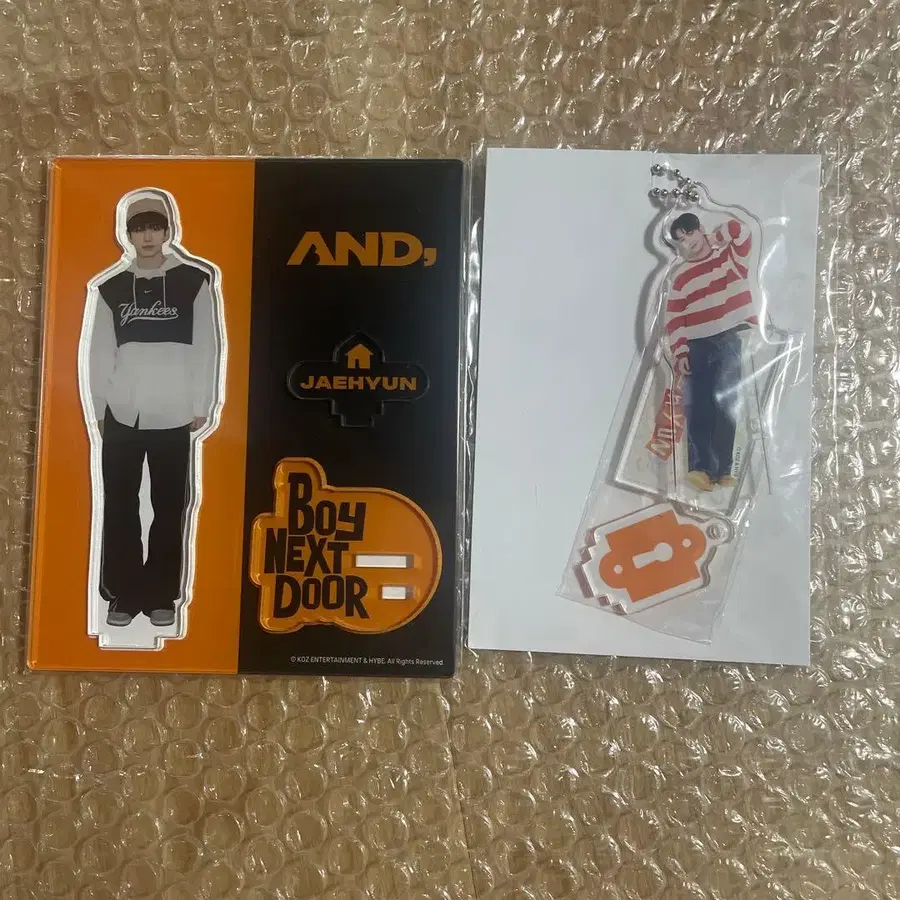 AND,
Yankees
JAEHYUN
BOY
NEXT
DOOR
© KOZ ENTERTAINMENT & HYBE. All Rights Reserved